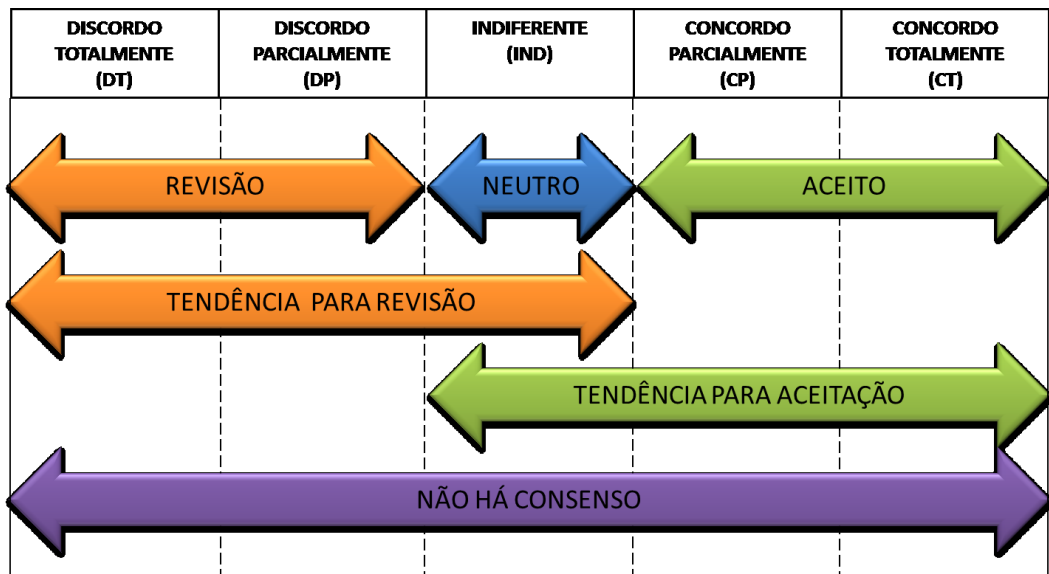 DISCORDO
TOTALMENTE
(DT)
DISCORDO
PARCIALMENTE
(DP)
INDIFERENTE
(IND)
CONCORDO
PARCIALMENTE
(CP)
CONCORDO
TOTALMENTE
(CT)
REVISÃO
NEUTRO
ACEITO
TENDÊNCIA PARA REVISÃO
TENDÊNCIA PARA ACEITAÇÃO
NÃO HÁ CONSENSO